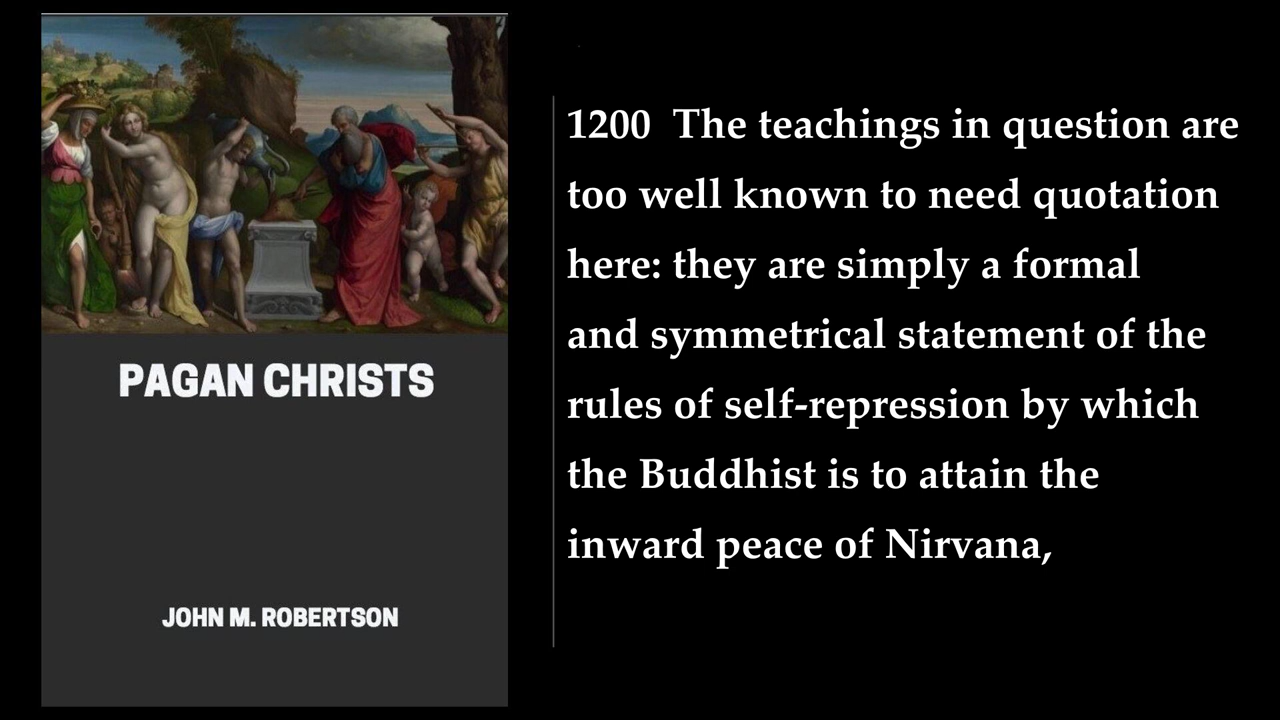 PAGAN CHRISTS
JOHN M. ROBERTSON
1200 The teachings in question are
too well known to need quotation
here: they are simply a formal
and symmetrical statement of the
rules of self-repression by which
the Buddhist is to attain the
inward peace of Nirvana,